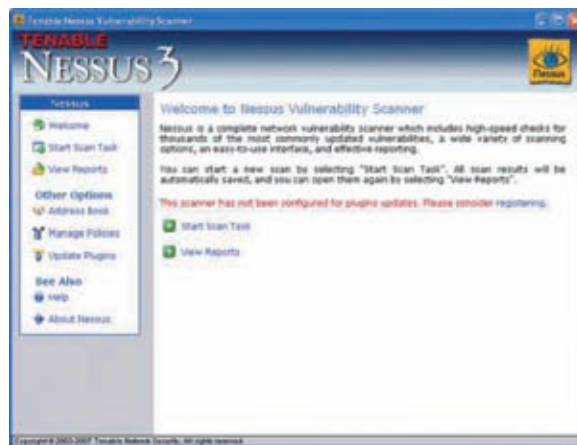 Tenable Nessus Vulnerability Scanner
TENABLE
NESSUS 3
Nessus
Nessus
Welcome
Start Scan Task
View Reports
Other Options
Address Book
Manage Policies
Update Plugins
See Also
Help
About Nessus
Welcome to Nessus Vulnerability Scanner
Nessus is a complete network vulnerability scanner which includes high-speed checks for
thousands of the most commonly updated vulnerabilities, a wide variety of scanning
options, an easy-to-use interface, and effective reporting.
You can start a new scan by selecting "Start Scan Task". All scan results will be
automatically saved, and you can open them again by selecting "View Reports".
This scanner has not been configured for plugins updates. Please consider registering.
Start Scan Task
View Reports
Copyright © 2003-2007 Tenable Network Security, All rights reserved